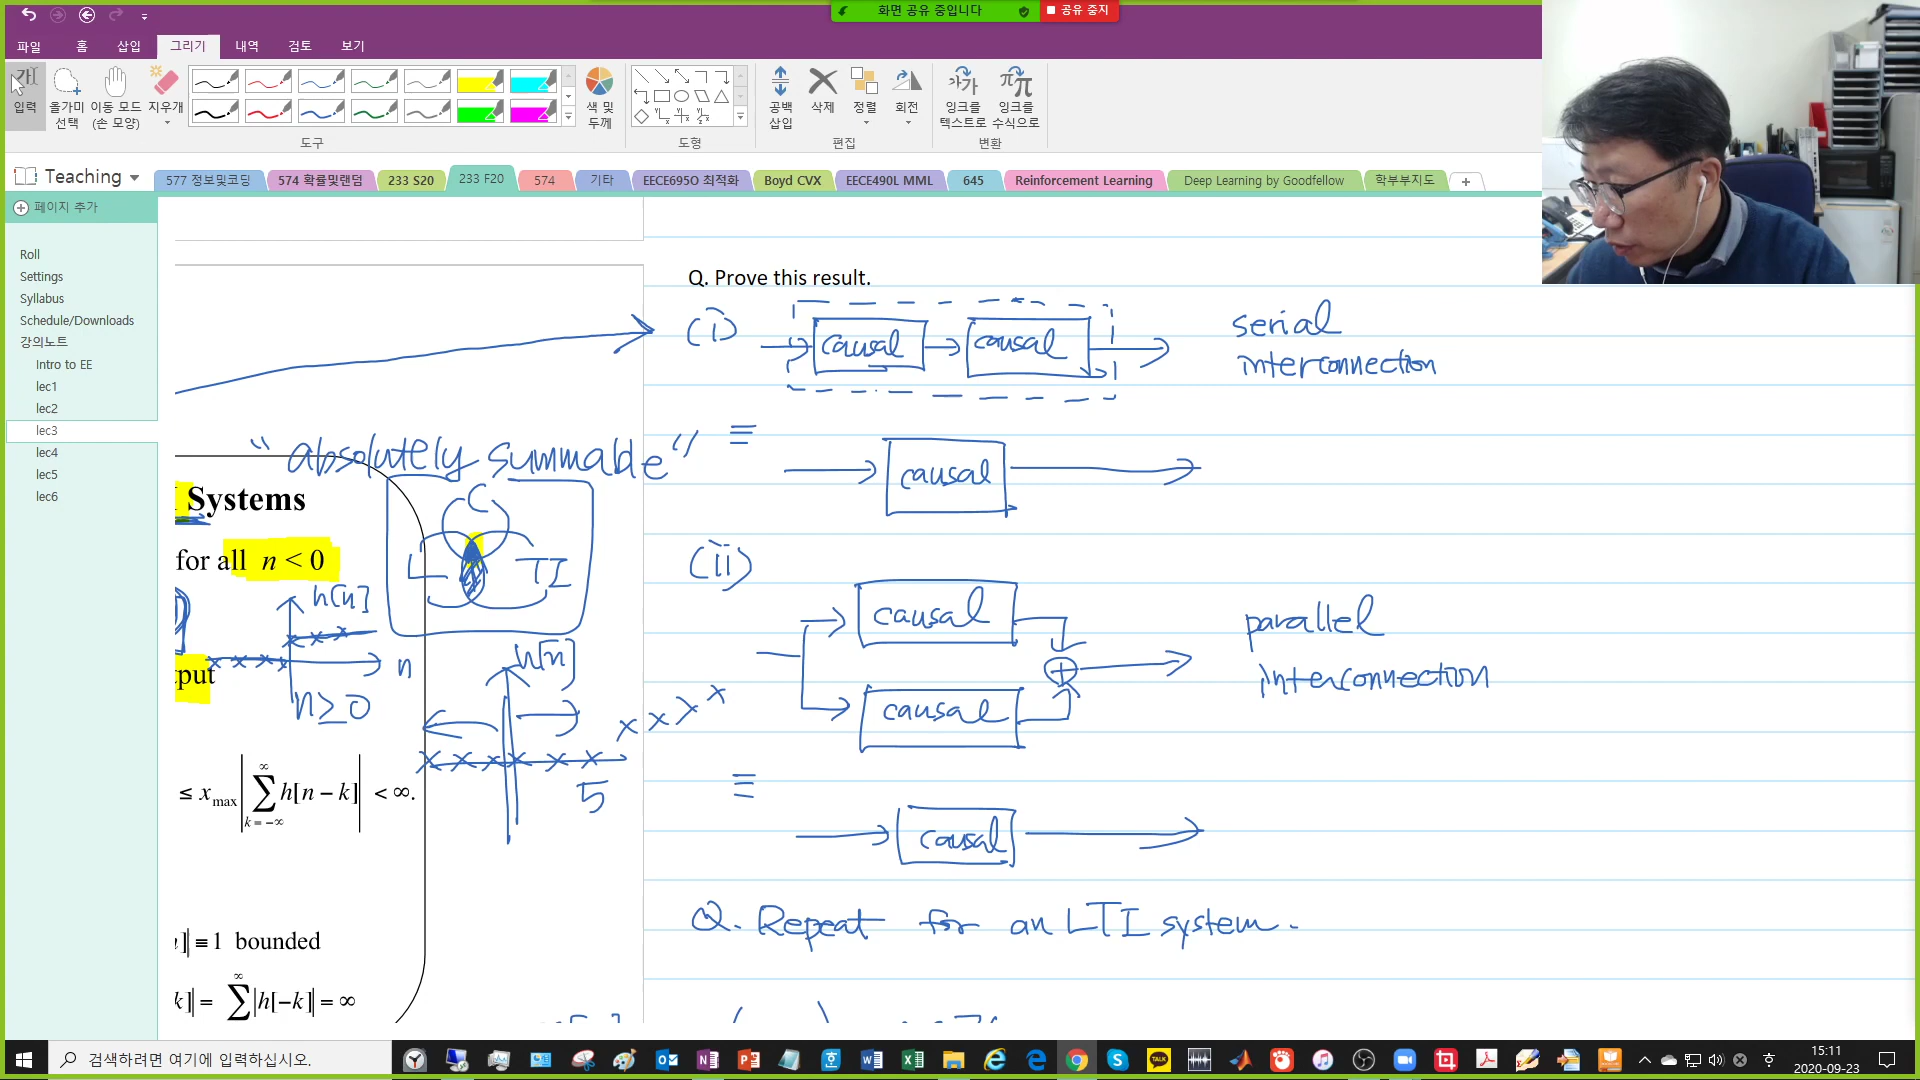 화면 공유 중입니다
공유 중지
파일 홈 삽입 그리기 내역 검토 보기
입력
올가미 선택
이동 모드 (손 모양)
지우개
색 및 두께
공백 삽입
삭제
정렬
회전
잉크를 텍스트로
잉크를 수식으로
도구 도형 편집 변환
Teaching
577 정보및코딩
574 확률및랜덤
233 S20
233 F20
574
기타
EECE695O 최적화
Boyd CVX
EECE490L MML
645
Reinforcement Learning
Deep Learning by Goodfellow
학부부지도
페이지 추가
Roll
Settings
Syllabus
Schedule/Downloads
강의노트
Intro to EE
lec1
lec2
lec3
lec4
lec5
lec6
"absolutely summable"
Systems
C
L TI
for all n < 0
h[n]
n
put
n ≥ 0
h[n]
5
≤ x_max |∑_{k=-∞}^{∞} h[n − k]| < ∞.
]| ≡ 1 bounded
k]| = ∑^{∞} |h[−k]| = ∞
Q. Prove this result.
(i) causal causal serial
interconnection
≡ causal
(ii)
causal
parallel
interconnection
causal
≡
causal
Q. Repeat for an LTI system.
검색하려면 여기에 입력하십시오.
15:11
2020-09-23